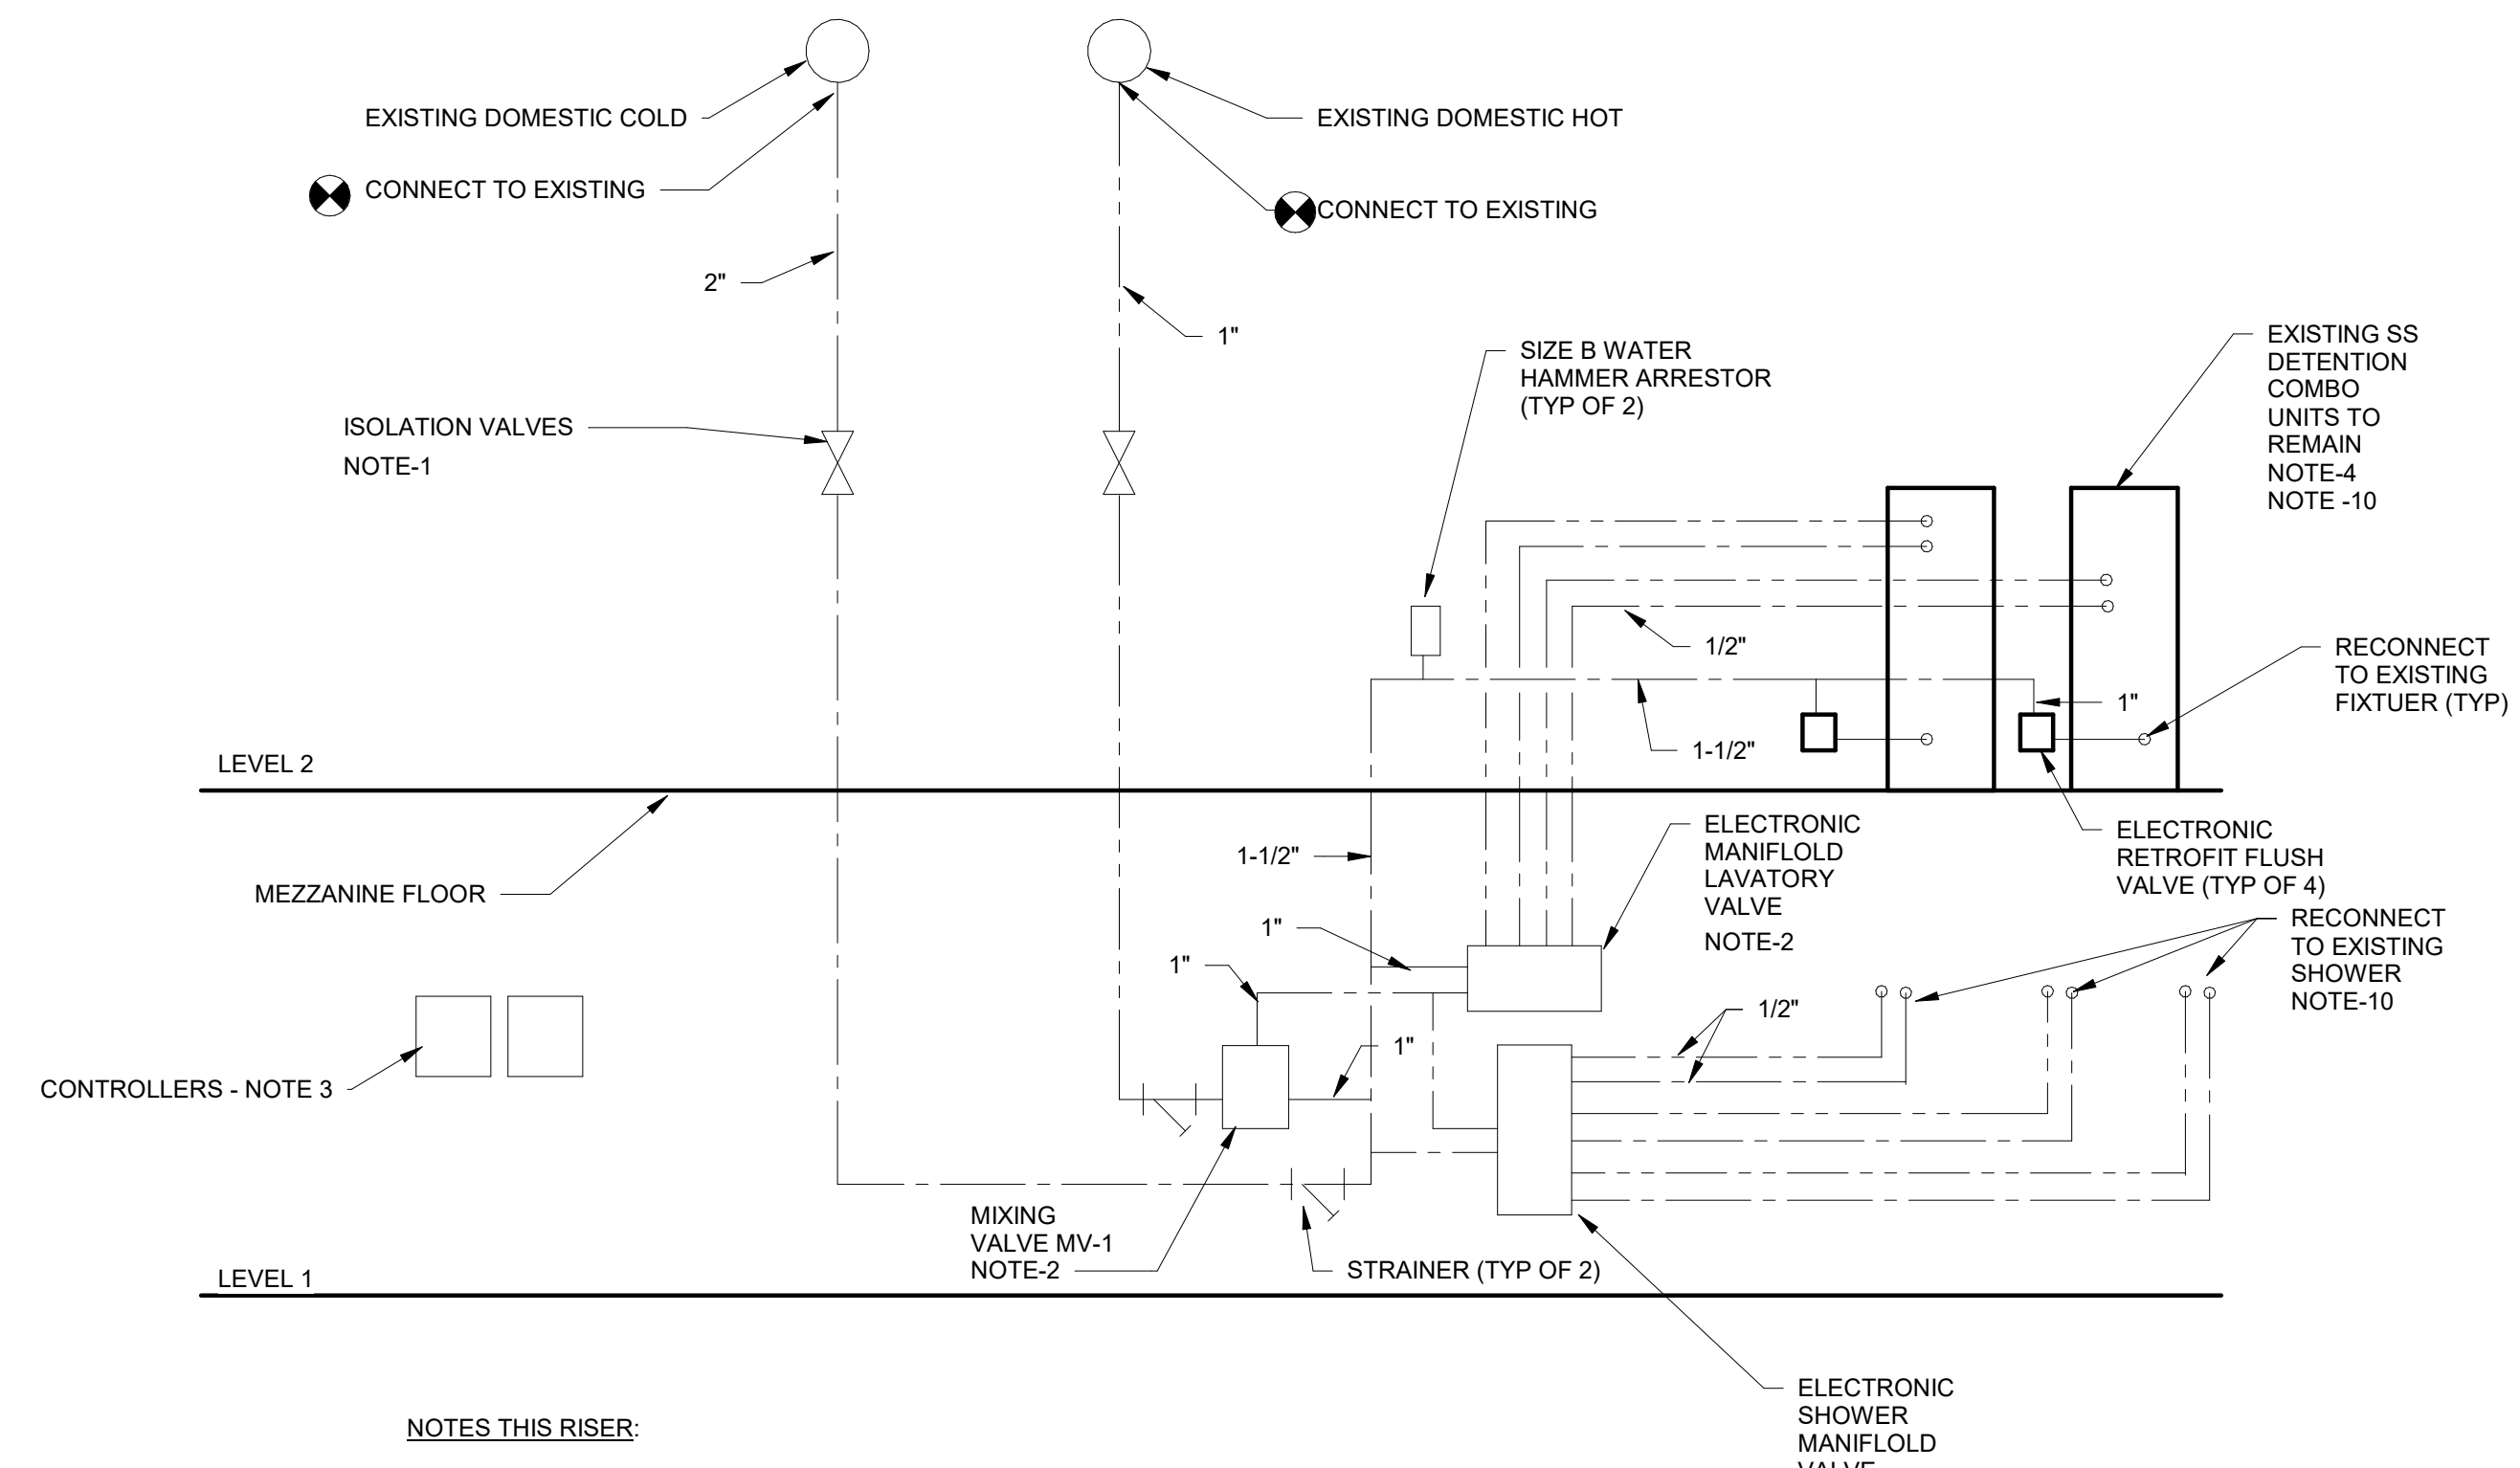 EXISTING DOMESTIC COLD
EXISTING DOMESTIC HOT
CONNECT TO EXISTING
CONNECT TO EXISTING
2"
1"
SIZE B WATER
HAMMER ARRESTOR
(TYP OF 2)
EXISTING SS
DETENTION
COMBO
UNITS TO
REMAIN
NOTE-4
NOTE -10
ISOLATION VALVES
NOTE-1
1/2"
RECONNECT
TO EXISTING
FIXTUER (TYP)
1"
1-1/2"
LEVEL 2
MEZZANINE FLOOR
1-1/2"
ELECTRONIC
MANIFLOLD
LAVATORY
VALVE
NOTE-2
ELECTRONIC
RETROFIT FLUSH
VALVE (TYP OF 4)
1"
1"
RECONNECT
TO EXISTING
SHOWER
NOTE-10
1/2"
1"
CONTROLLERS - NOTE 3
MIXING
VALVE MV-1
NOTE-2
STRAINER (TYP OF 2)
LEVEL 1
ELECTRONIC
SHOWER
MANIFLOLD
VALVE
NOTES THIS RISER: